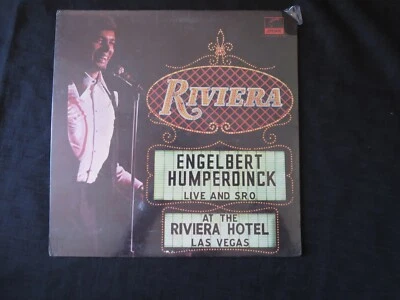 RIVIERA
ENGELBERT
HUMPERDINCK
LIVE AND SRO
AT THE
RIVIERA HOTEL
LAS VEGAS